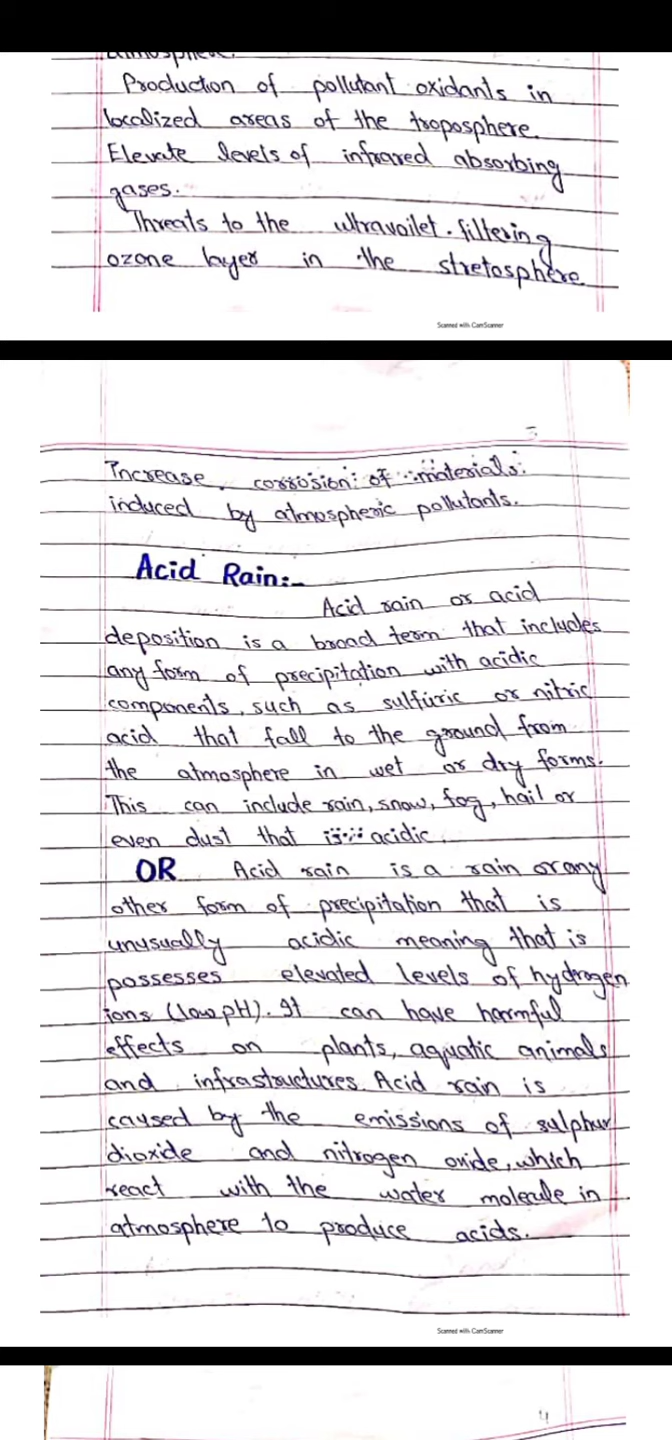 atmosphere.
Production of pollutant oxidants in
localized areas of the troposphere.
Elevate levels of infrared absorbing
gases.
Threats to the ultravoilet. filtering
ozone layer in the stretosphere.
Scanned with CamScanner
Increase. corrosion: of materials.
induced by atmospheric pollutants.
Acid Rain:-
Acid rain or acid
deposition is a broad term that includes
any form of precipitation with acidic
components, such as sulfuric or nitric
acid that fall to the ground from
the atmosphere in wet or dry forms.
This can include rain, snow, fog, hail or
even dust that is acidic.
OR Acid rain is a rain or any
other form of precipitation that is
unusually acidic meaning that is
possesses elevated levels of hydrogen
ions (low pH). It can have harmful
effects on plants, aquatic animals
and infrastuctures. Acid rain is
caused by the emissions of sulphur
dioxide and nitrogen oxide, which
react with the water molecule in
atmosphere to produce acids.
Scanned with CamScanner
4